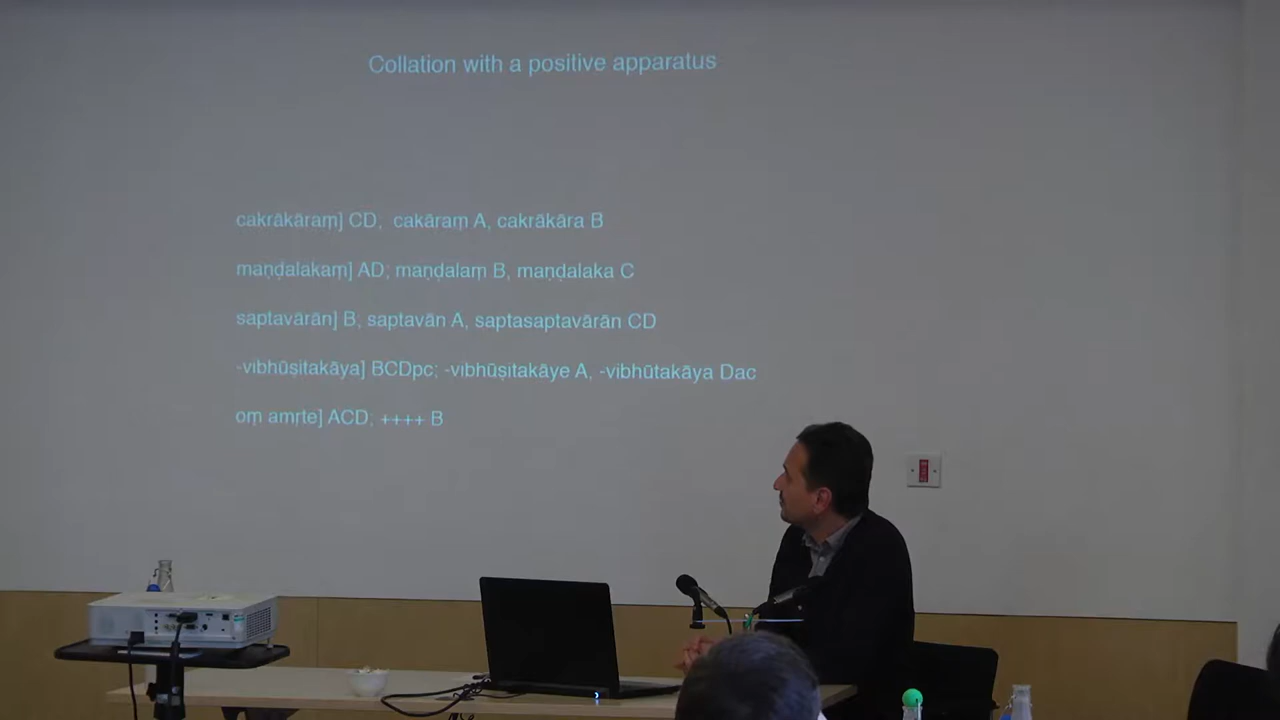 Collation with a positive apparatus
cakrākāraṃ] CD; cakāraṃ A, cakrākāra B
maṇḍalakaṃ] AD; maṇḍalaṃ B, maṇḍalaka C
saptavārān] B; saptavān A, saptasaptavārān CD
-vibhūṣitakāya] BCDpc; -vibhūṣitakāye A, -vibhūtakāya Dac
oṃ amṛte] ACD; ++++ B